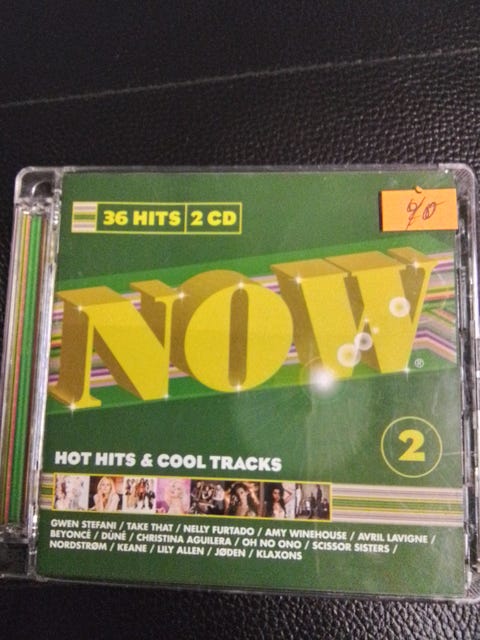 36 HITS 2 CD
20
NOW
®
2
HOT HITS & COOL TRACKS
GWEN STEFANI / TAKE THAT / NELLY FURTADO / AMY WINEHOUSE / AVRIL LAVIGNE /
BEYONCÉ / DÚNÉ / CHRISTINA AGUILERA / OH NO ONO / SCISSOR SISTERS /
NORDSTRØM / KEANE / LILY ALLEN / JØDEN / KLAXONS